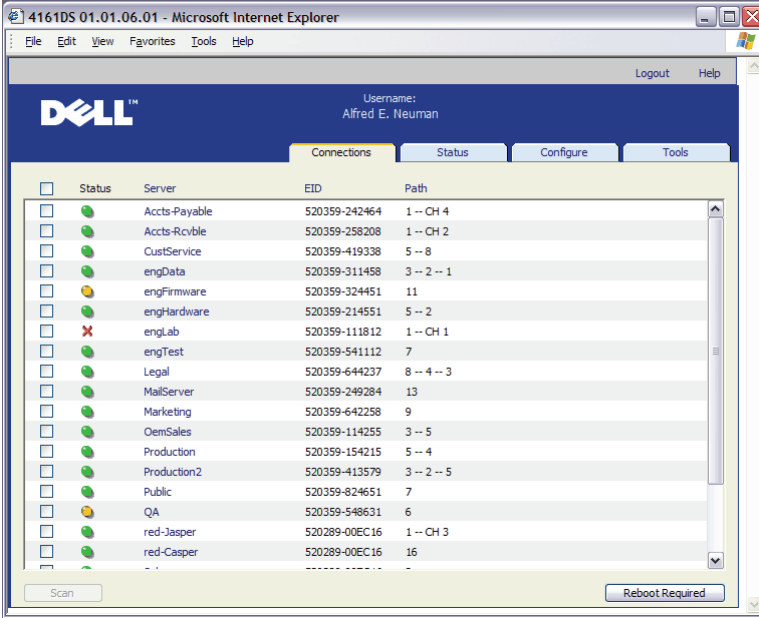 4161DS 01.01.06.01 - Microsoft Internet Explorer
File Edit View Favorites Tools Help
Logout Help
DELL™
Username:
Alfred E. Neuman
Connections Status Configure Tools
Status Server EID Path
Accts-Payable 520359-242464 1 -- CH 4
Accts-Rcvble 520359-258208 1 -- CH 2
CustService 520359-419338 5 -- 8
engData 520359-311458 3 -- 2 -- 1
engFirmware 520359-324451 11
engHardware 520359-214551 5 -- 2
engLab 520359-111812 1 -- CH 1
engTest 520359-541112 7
Legal 520359-644237 8 -- 4 -- 3
MailServer 520359-249284 13
Marketing 520359-642258 9
OemSales 520359-114255 3 -- 5
Production 520359-154215 5 -- 4
Production2 520359-413579 3 -- 2 -- 5
Public 520359-824651 7
QA 520359-548631 6
red-Jasper 520289-00EC16 1 -- CH 3
red-Casper 520289-00EC16 16
Scan Reboot Required